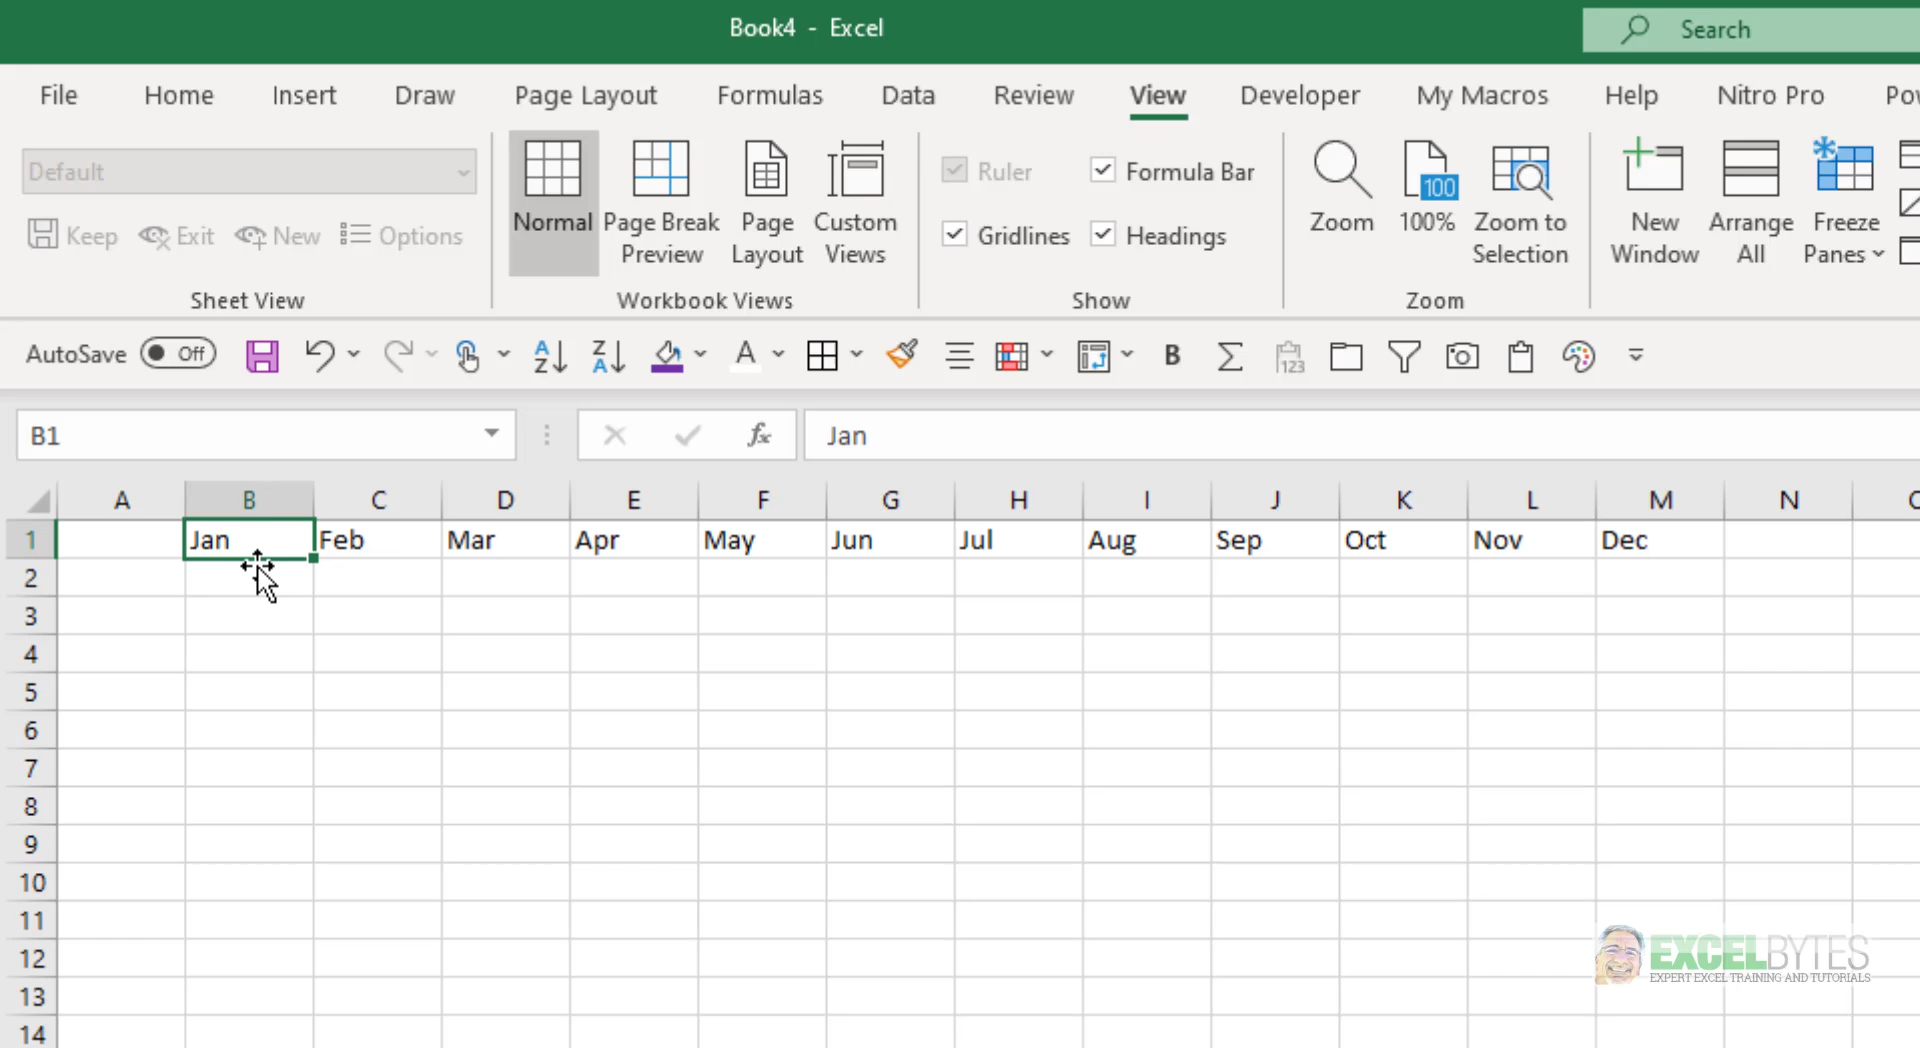 Book4 - Excel
Search
File Home Insert Draw Page Layout Formulas Data Review View Developer My Macros Help Nitro Pro
Default
Keep Exit New Options
Sheet View
Normal
Page Break Preview
Page Layout
Custom Views
Workbook Views
Ruler Formula Bar
Gridlines Headings
Show
Zoom
100
100%
Zoom to Selection
Zoom
New Window
Arrange All
Freeze Panes
AutoSave Off
A Z
Z A
A
B
123
B1
fx
Jan
A B C D E F G H I J K L M N
1 Jan Feb Mar Apr May Jun Jul Aug Sep Oct Nov Dec
2
3
4
5
6
7
8
9
10
11
12
13
14
EXCELBYTES
EXPERT EXCEL TRAINING AND TUTORIALS